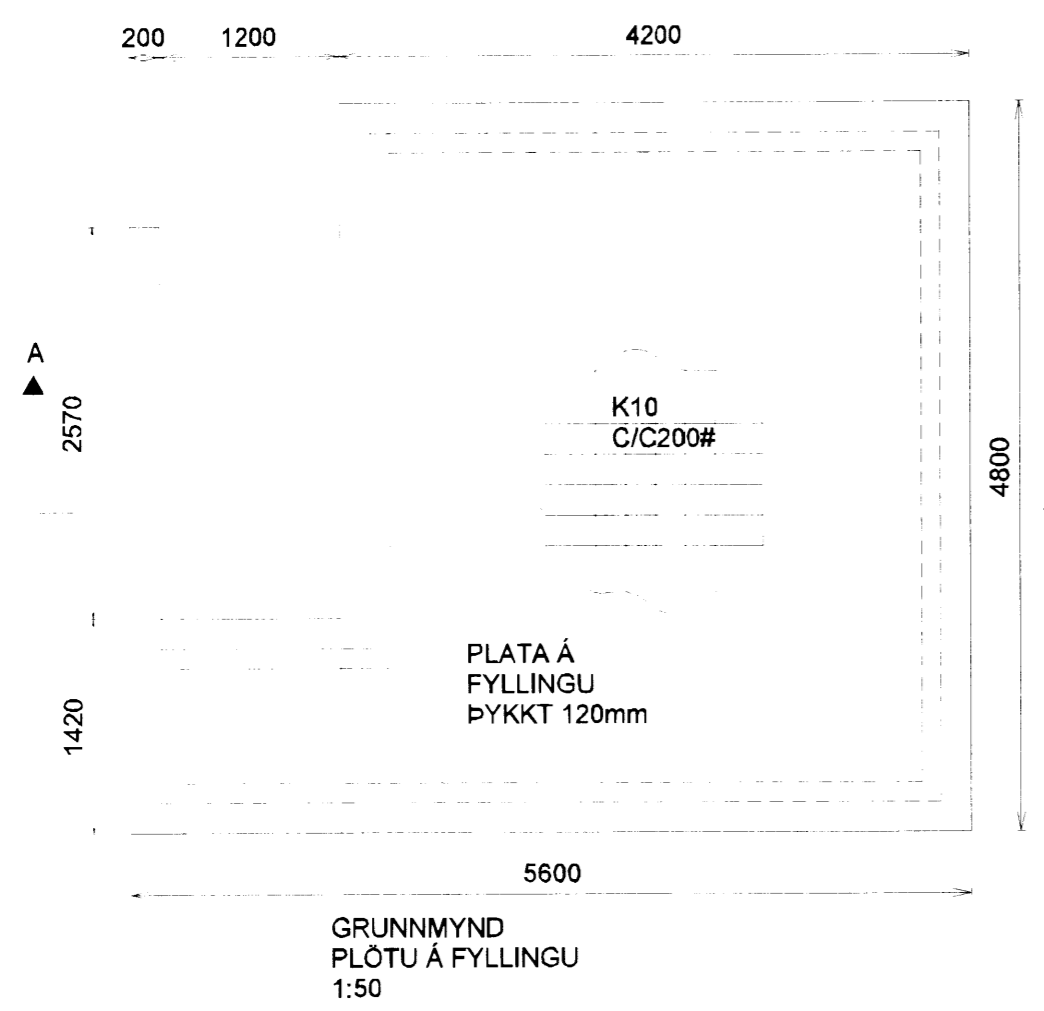 200
1200
4200
A
2570
K10
C/C200#
4800
PLATA Á
FYLLINGU
ÞYKKT 120mm
1420
5600
GRUNNMYND
PLÖTU Á FYLLINGU
1:50